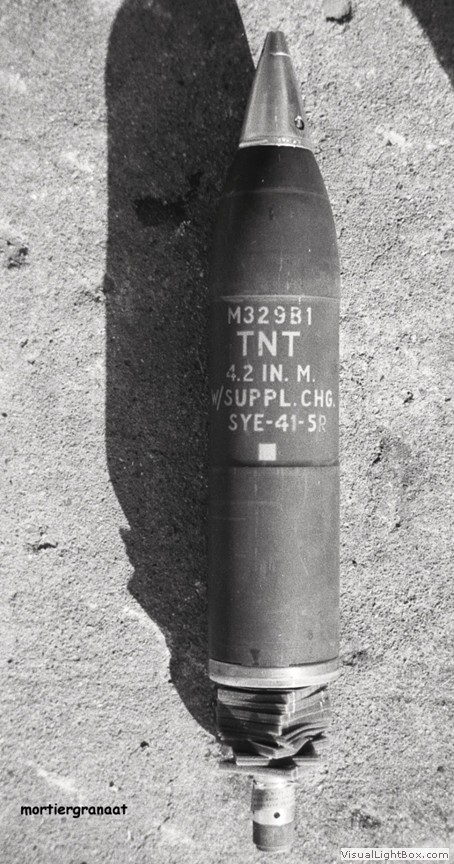 M329B1
TNT
4.2 IN. M.
W/SUPPL. CHG.
SYE-41-5R
mortiergranaat
VisualLightBox.com